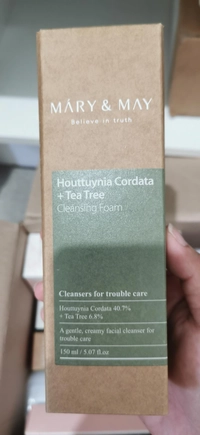 MARY & MAY
Believe in truth
Houttuynia Cordata
+ Tea Tree
Cleansing Foam
Cleansers for trouble care
Houttuynia Cordata 40.7%
+ Tea Tree 6.8%
A gentle, creamy facial cleanser for
trouble care
150 ml / 5.07 fl.oz